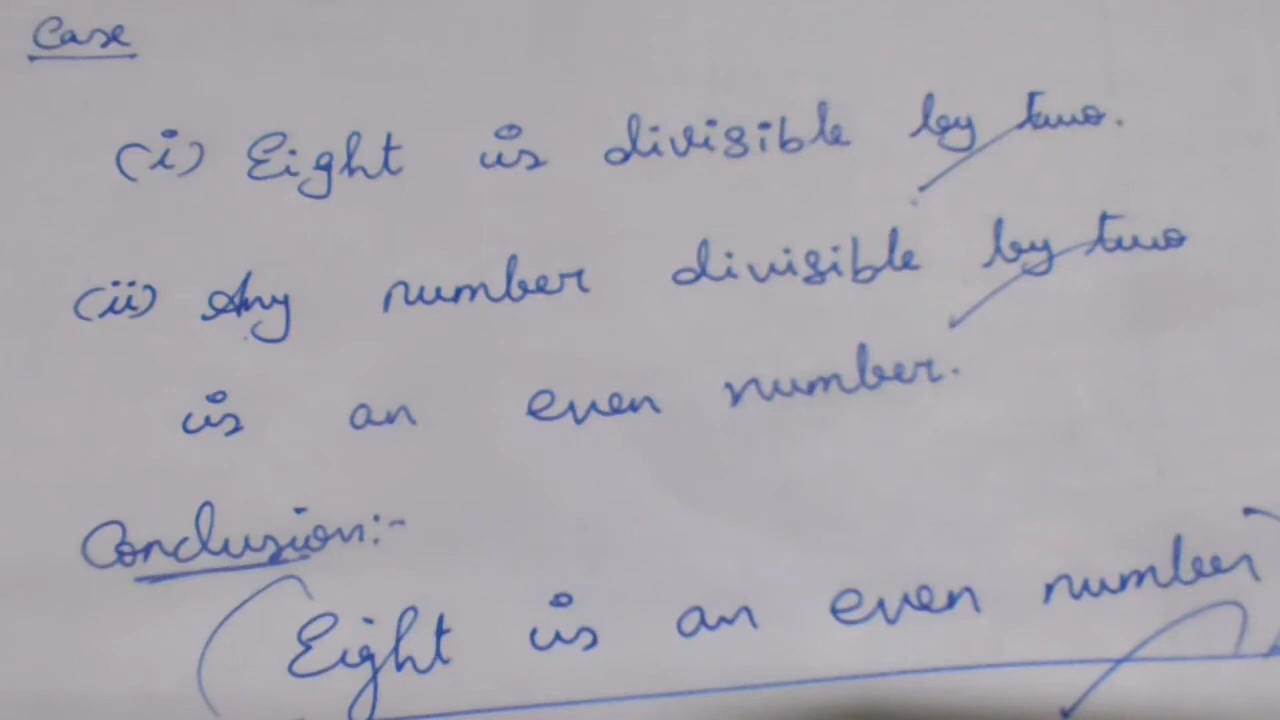 Case
(i) Eight is divisible by two.
(ii) Any number divisible by two
is an even number.
Conclusion:-
Eight is an even number